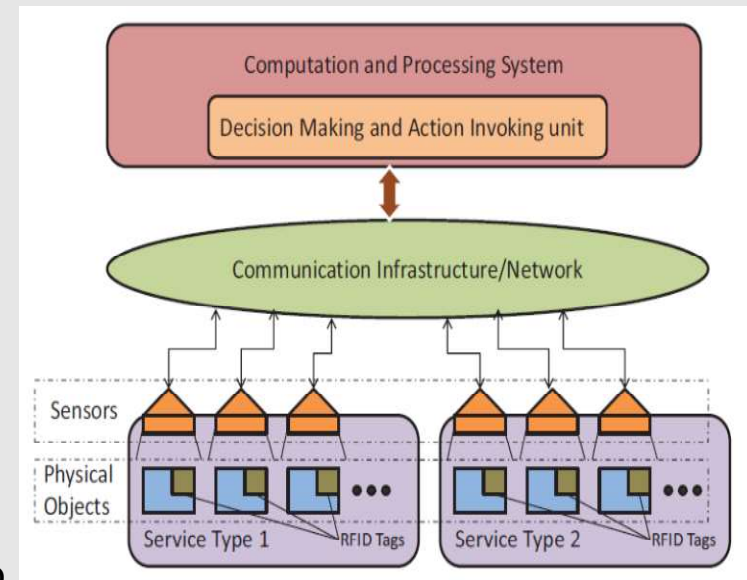 Computation and Processing System
Decision Making and Action Invoking unit
Communication Infrastructure/Network
Sensors
Physical
Objects
Service Type 1
RFID Tags
Service Type 2
RFID Tags